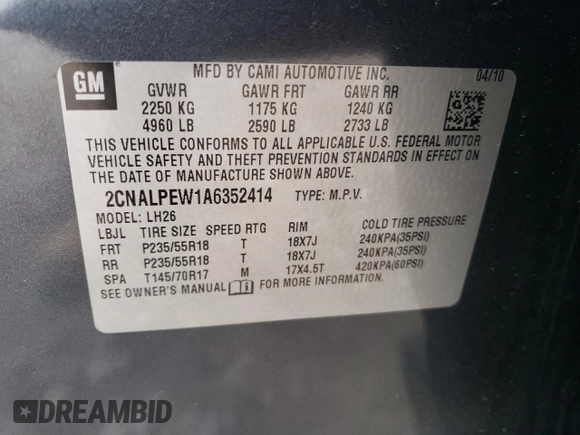 GM
MFD BY CAMI AUTOMOTIVE INC. 04/10
GVWR GAWR FRT GAWR RR
2250 KG 1175 KG 1240 KG
4960 LB 2590 LB 2733 LB
THIS VEHICLE CONFORMS TO ALL APPLICABLE U.S. FEDERAL MOTOR
VEHICLE SAFETY AND THEFT PREVENTION STANDARDS IN EFFECT ON
THE DATE OF MANUFACTURE SHOWN ABOVE.
2CNALPEW1A6352414 TYPE: M.P.V.
MODEL: LH26
LBJL TIRE SIZE SPEED RTG RIM COLD TIRE PRESSURE
FRT P235/55R18 T 18X7J 240KPA(35PSI)
RR P235/55R18 T 18X7J 240KPA(35PSI)
SPA T145/70R17 M 17X4.5T 420KPA(60PSI)
SEE OWNER'S MANUAL FOR MORE INFORMATION.
DREAMBID